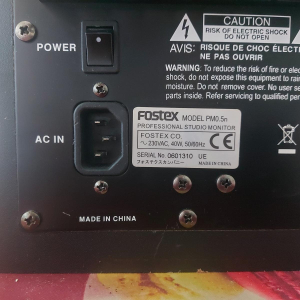 CAUTION
RISK OF ELECTRIC SHOCK
DO NOT OPEN
AVIS: RISQUE DE CHOC ÉLECTR
NE PAS OUVRIR
WARNING: To reduce the risk of fire or elec
shock, do not expose this equipment to rain
moisture. Do not remove cover. No user se
parts inside. Refer servicing to qualified per
POWER
AC IN
Fostex MODEL PM0.5n
PROFESSIONAL STUDIO MONITOR
FOSTEX CO.
230VAC, 40W, 50/60Hz
SERIAL No. 0601310 UE
フォステクスカンパニー MADE IN CHINA
CE
MADE IN CHINA